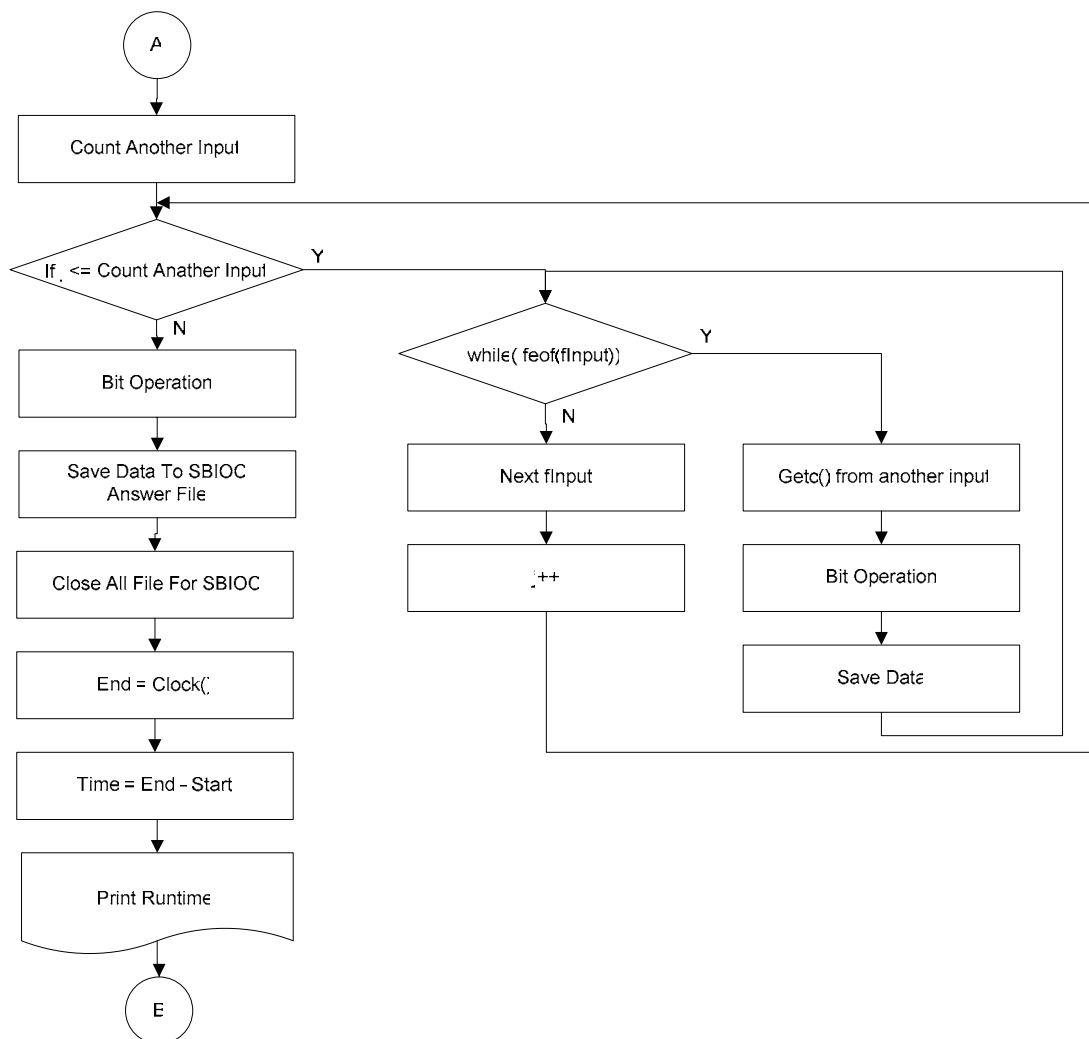 A
Count Another Input
If j <= Count Anather Input
Y
N
while( feof(fInput))
Y
N
Bit Operation
Save Data To SBIOC
Answer File
Close All File For SBIOC
End = Clock()
Time = End - Start
Print Runtime
Next fInput
j++
Getc() from another input
Bit Operation
Save Data
B